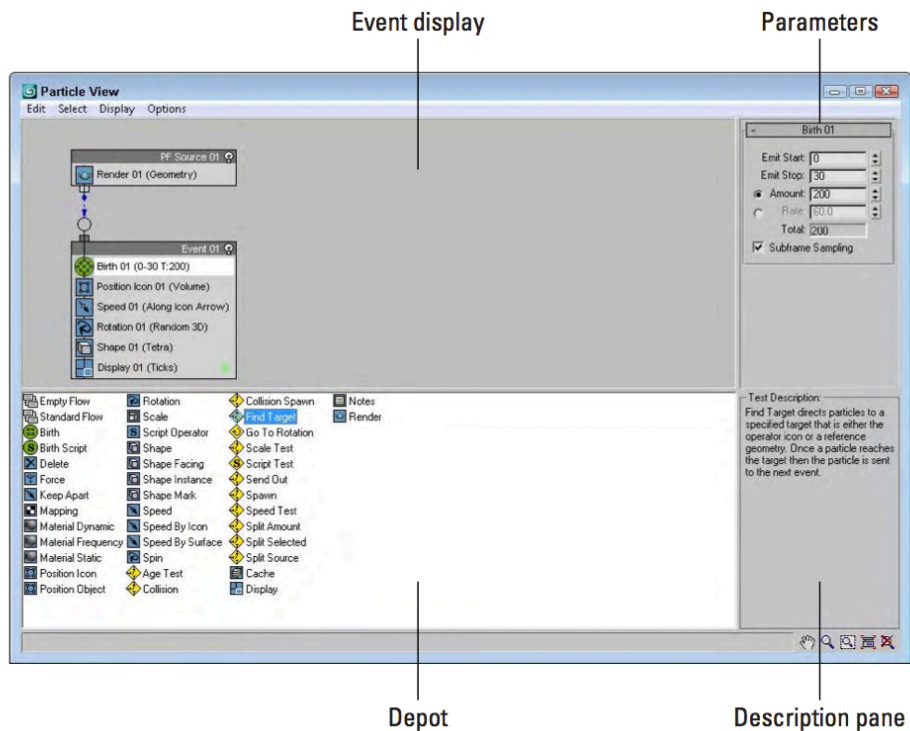 Event display
Parameters
Particle View
Edit Select Display Options
PF Source 01
Render 01 (Geometry)
Event 01
Birth 01 (0-30 T:200)
Position Icon 01 (Volume)
Speed 01 (Along Icon Arrow)
Rotation 01 (Random 3D)
Shape 01 (Tetra)
Display 01 (Ticks)
- Birth 01
Emit Start: 0
Emit Stop: 30
Amount: 200
Rate: 60.0
Total: 200
Subframe Sampling
Empty Flow
Standard Flow
Birth
Birth Script
Delete
Force
Keep Apart
Mapping
Material Dynamic
Material Frequency
Material Static
Position Icon
Position Object
Rotation
Scale
Script Operator
Shape
Shape Facing
Shape Instance
Shape Mark
Speed
Speed By Icon
Speed By Surface
Spin
Age Test
Collision
Collision Spawn
Find Target
Go To Rotation
Scale Test
Script Test
Send Out
Spawn
Speed Test
Split Amount
Split Selected
Split Source
Cache
Display
Notes
Render
Test Description:
Find Target directs particles to a
specified target that is either the
operator icon or a reference
geometry. Once a particle reaches
the target then the particle is sent
to the next event.
Depot
Description pane